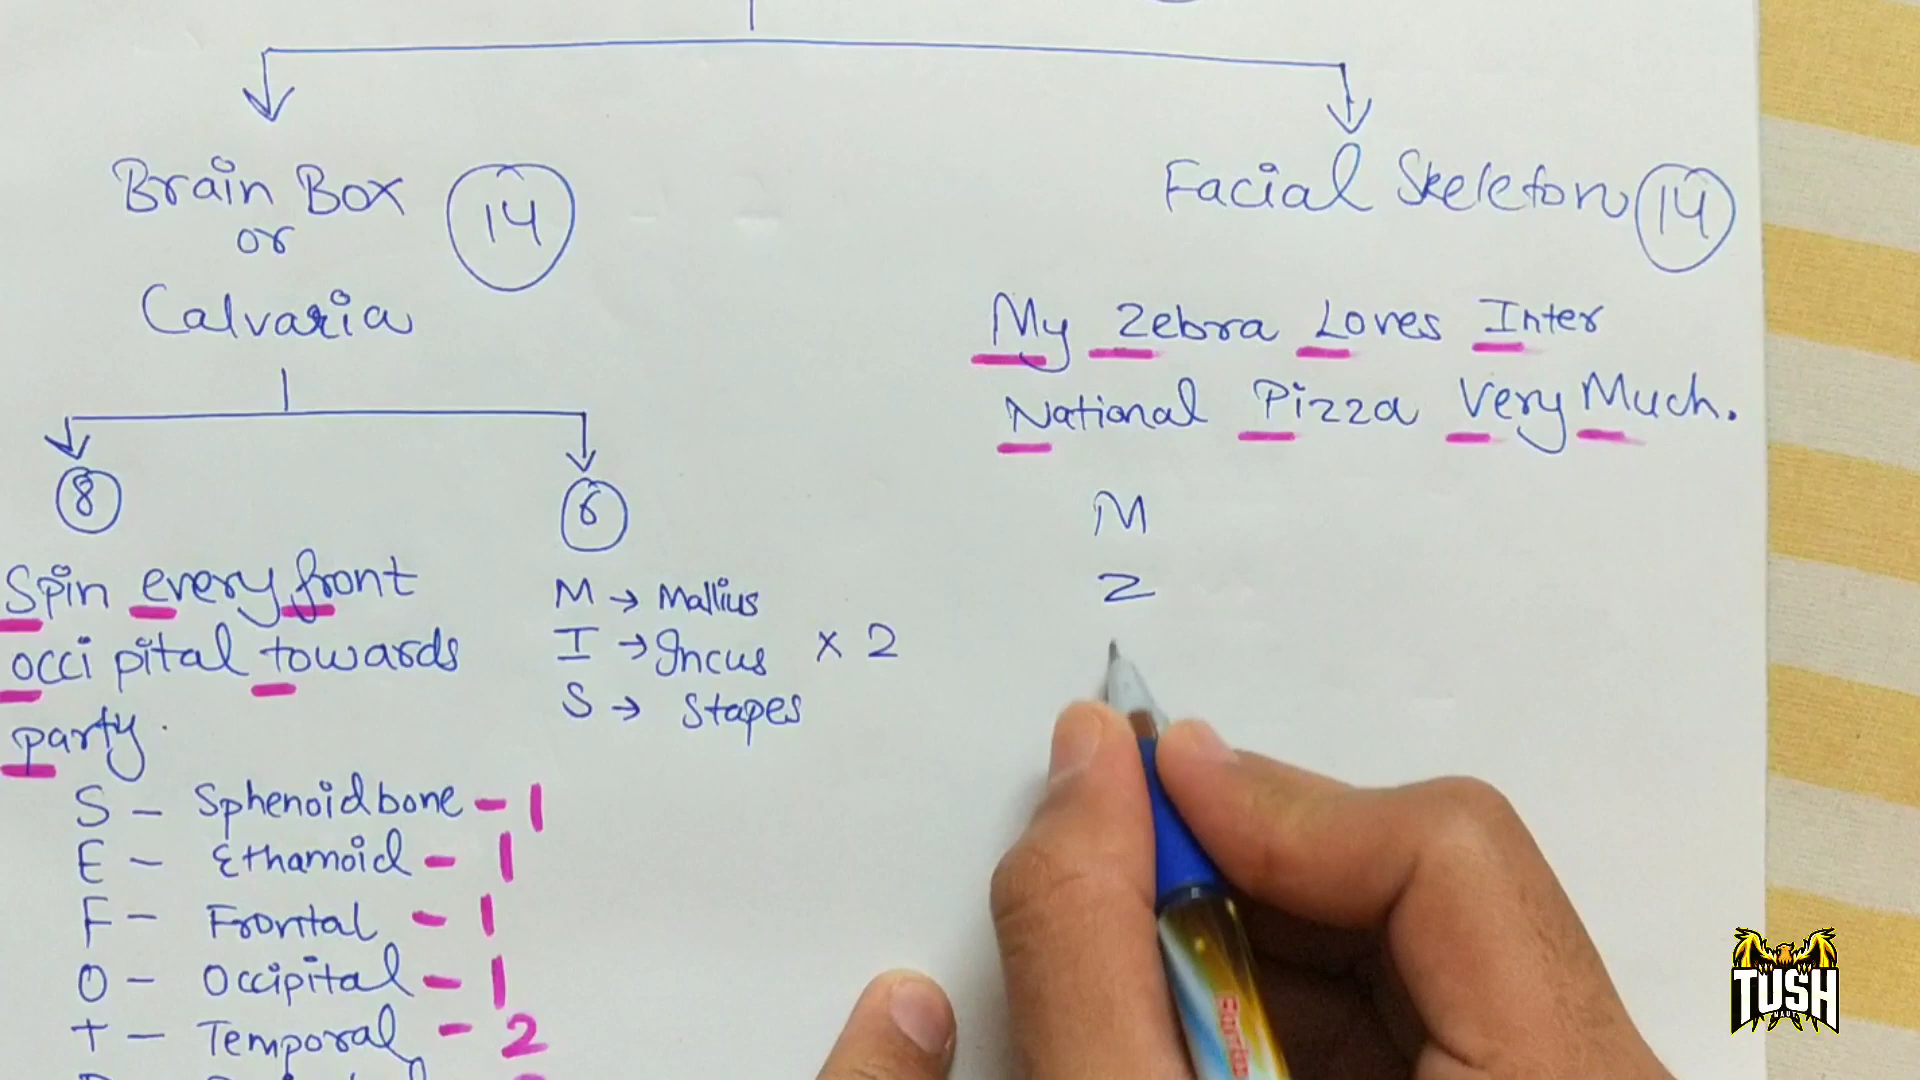 Brain Box
or
Calvaria
14
8
6
Spin every front
occipital towards
party.
M → Mallius
I → Incus × 2
S → Stapes
S - Sphenoid bone - 1
E - Ethamoid - 1
F - Frontal - 1
O - Occipital - 1
T - Temporal - 2
Facial Skeleton 14
My Zebra Loves Inter
National Pizza Very Much.
M
Z
TUSH